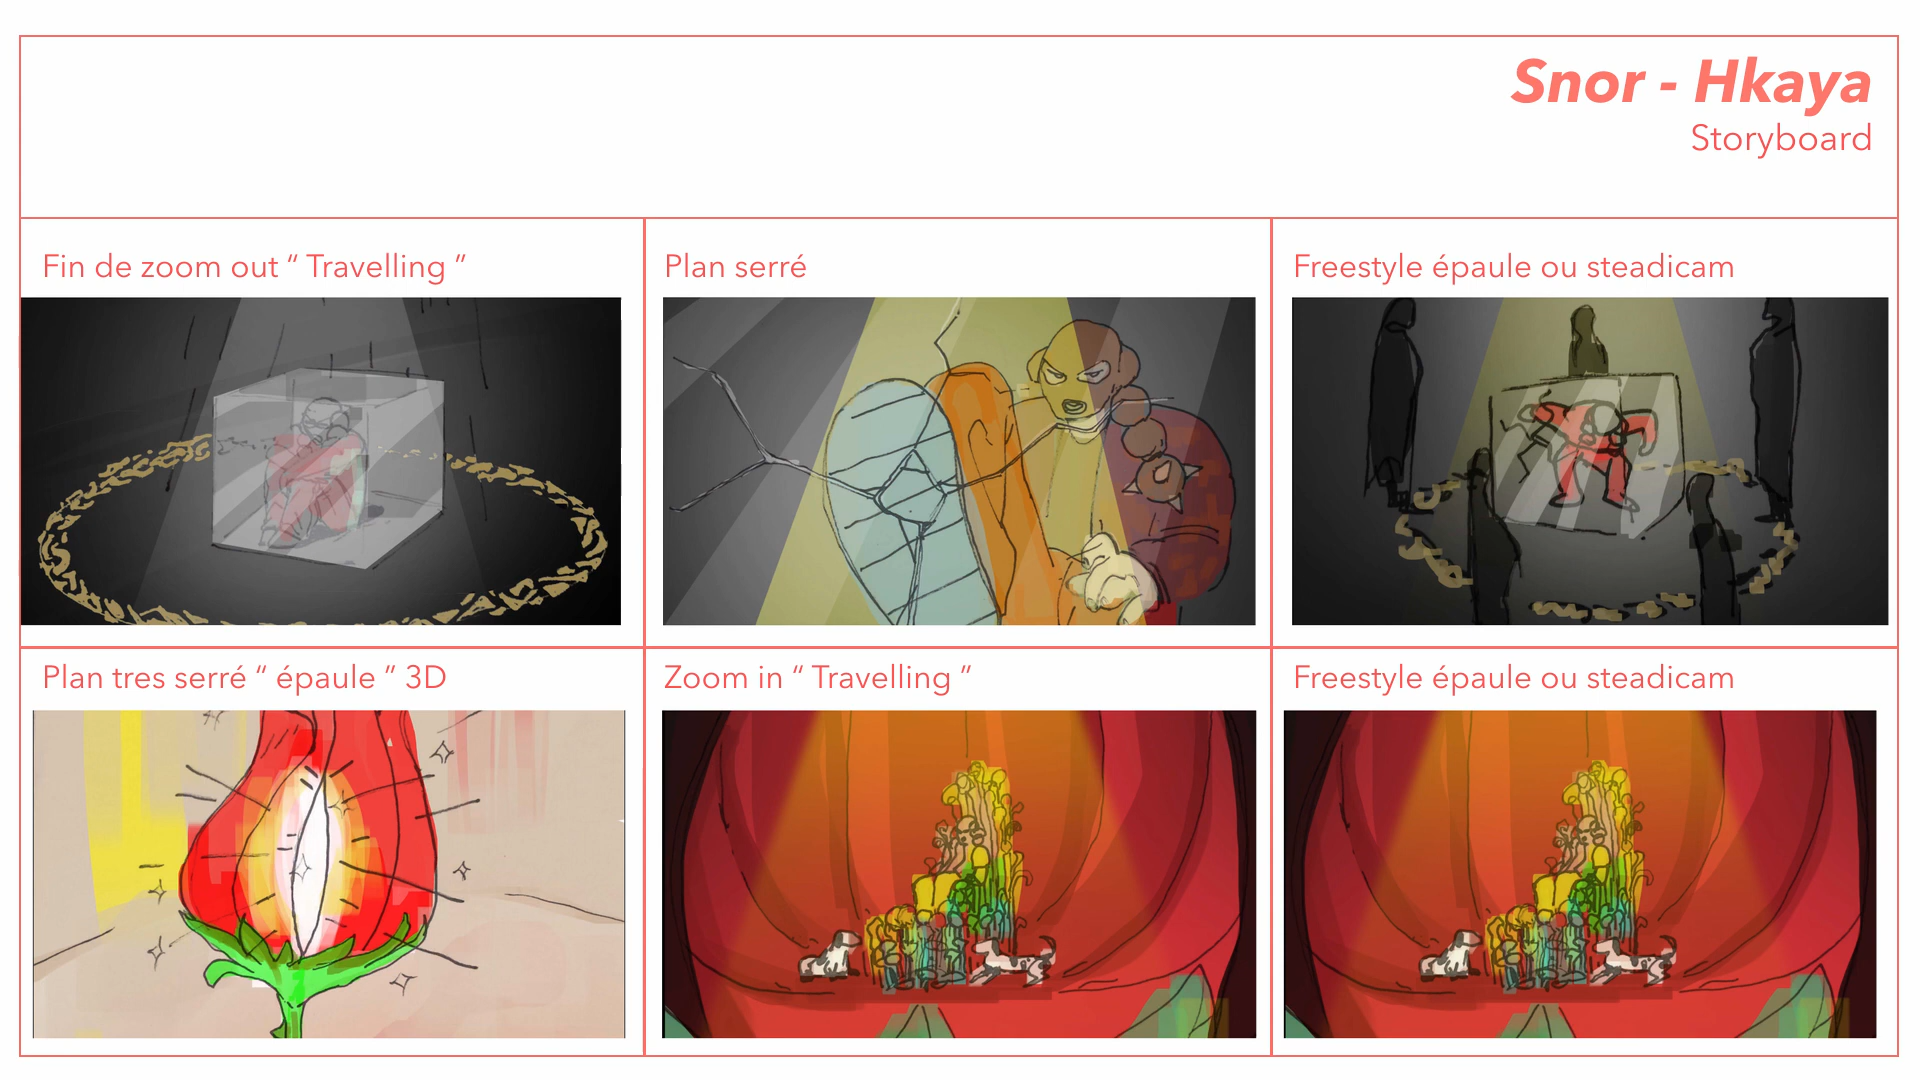 Snor - Hkaya
Storyboard
Fin de zoom out “ Travelling ”
Plan serré
Freestyle épaule ou steadicam
Plan tres serré “ épaule ” 3D
Zoom in “ Travelling ”
Freestyle épaule ou steadicam